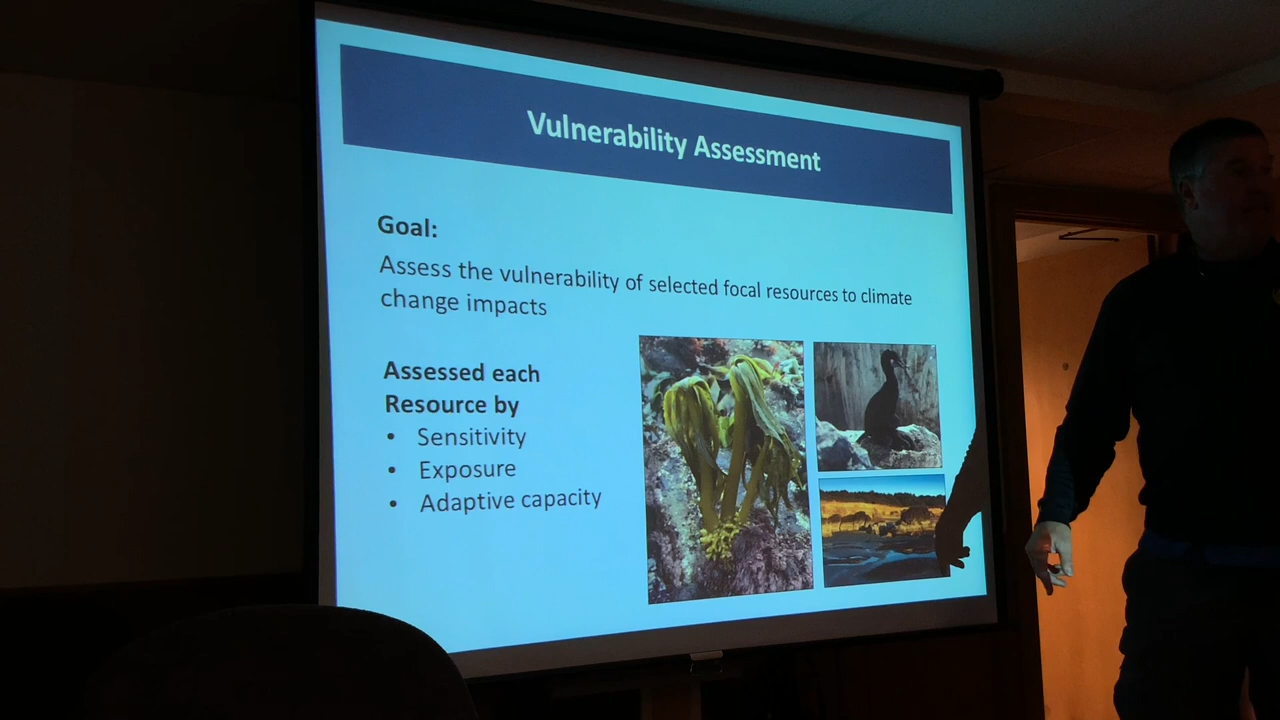 Vulnerability Assessment
Goal:
Assess the vulnerability of selected focal resources to climate
change impacts
Assessed each
Resource by
• Sensitivity
• Exposure
• Adaptive capacity